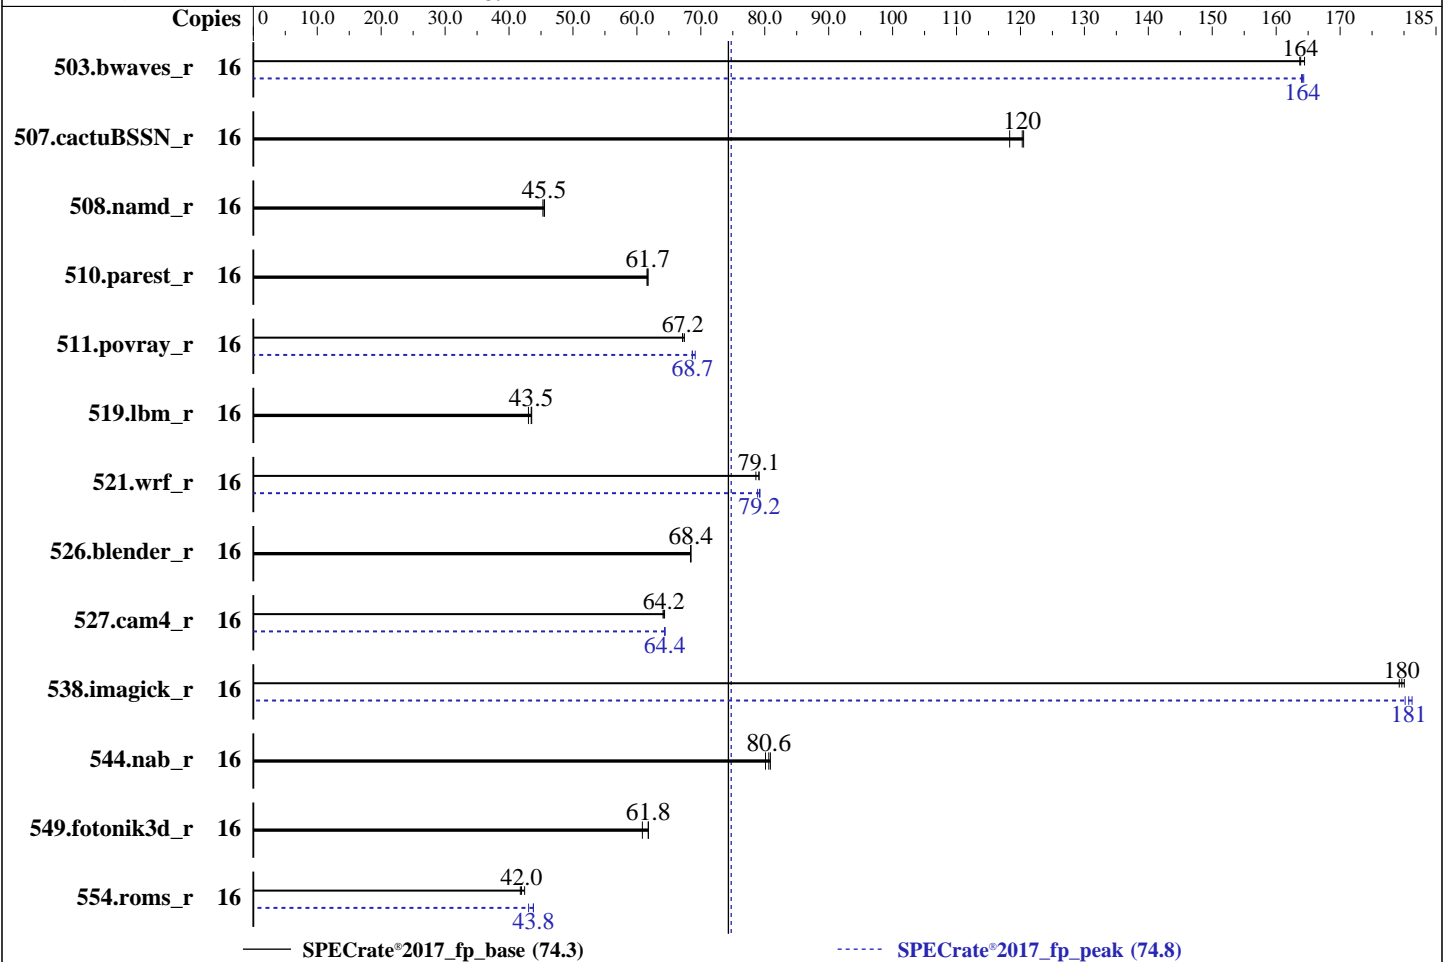 Copies 0 10.0 20.0 30.0 40.0 50.0 60.0 70.0 80.0 90.0 100 110 120 130 140 150 160 170 185
503.bwaves_r 16 164
164
507.cactuBSSN_r 16 120
508.namd_r 16 45.5
510.parest_r 16 61.7
511.povray_r 16 67.2
68.7
519.lbm_r 16 43.5
521.wrf_r 16 79.1
79.2
526.blender_r 16 68.4
527.cam4_r 16 64.2
64.4
538.imagick_r 16 180
181
544.nab_r 16 80.6
549.fotonik3d_r 16 61.8
554.roms_r 16 42.0
43.8
SPECrate®2017_fp_base (74.3) SPECrate®2017_fp_peak (74.8)